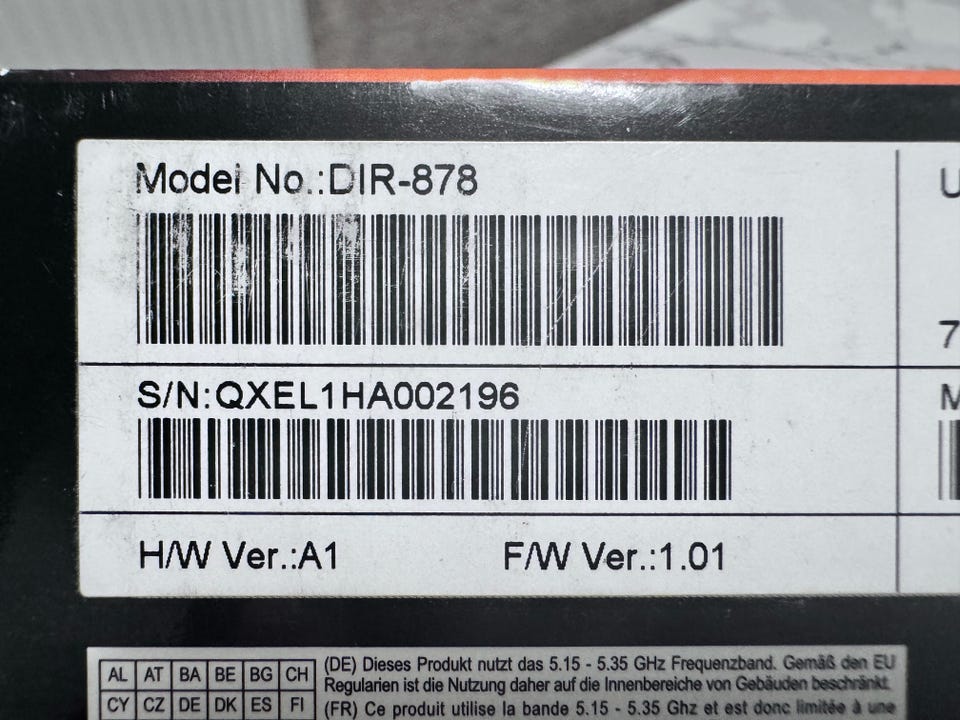 Model No.:DIR-878
S/N:QXEL1HA002196
H/W Ver.:A1
F/W Ver.:1.01
U
7
M
AL AT BA BE BG CH
CY CZ DE DK ES FI
(DE) Dieses Produkt nutzt das 5.15 - 5.35 GHz Frequenzband. Gemäß den EU
Regularien ist die Nutzung daher auf die Innenbereiche von Gebäuden beschränkt.
(FR) Ce produit utilise la bande 5.15 - 5.35 Ghz et est donc limitée à une